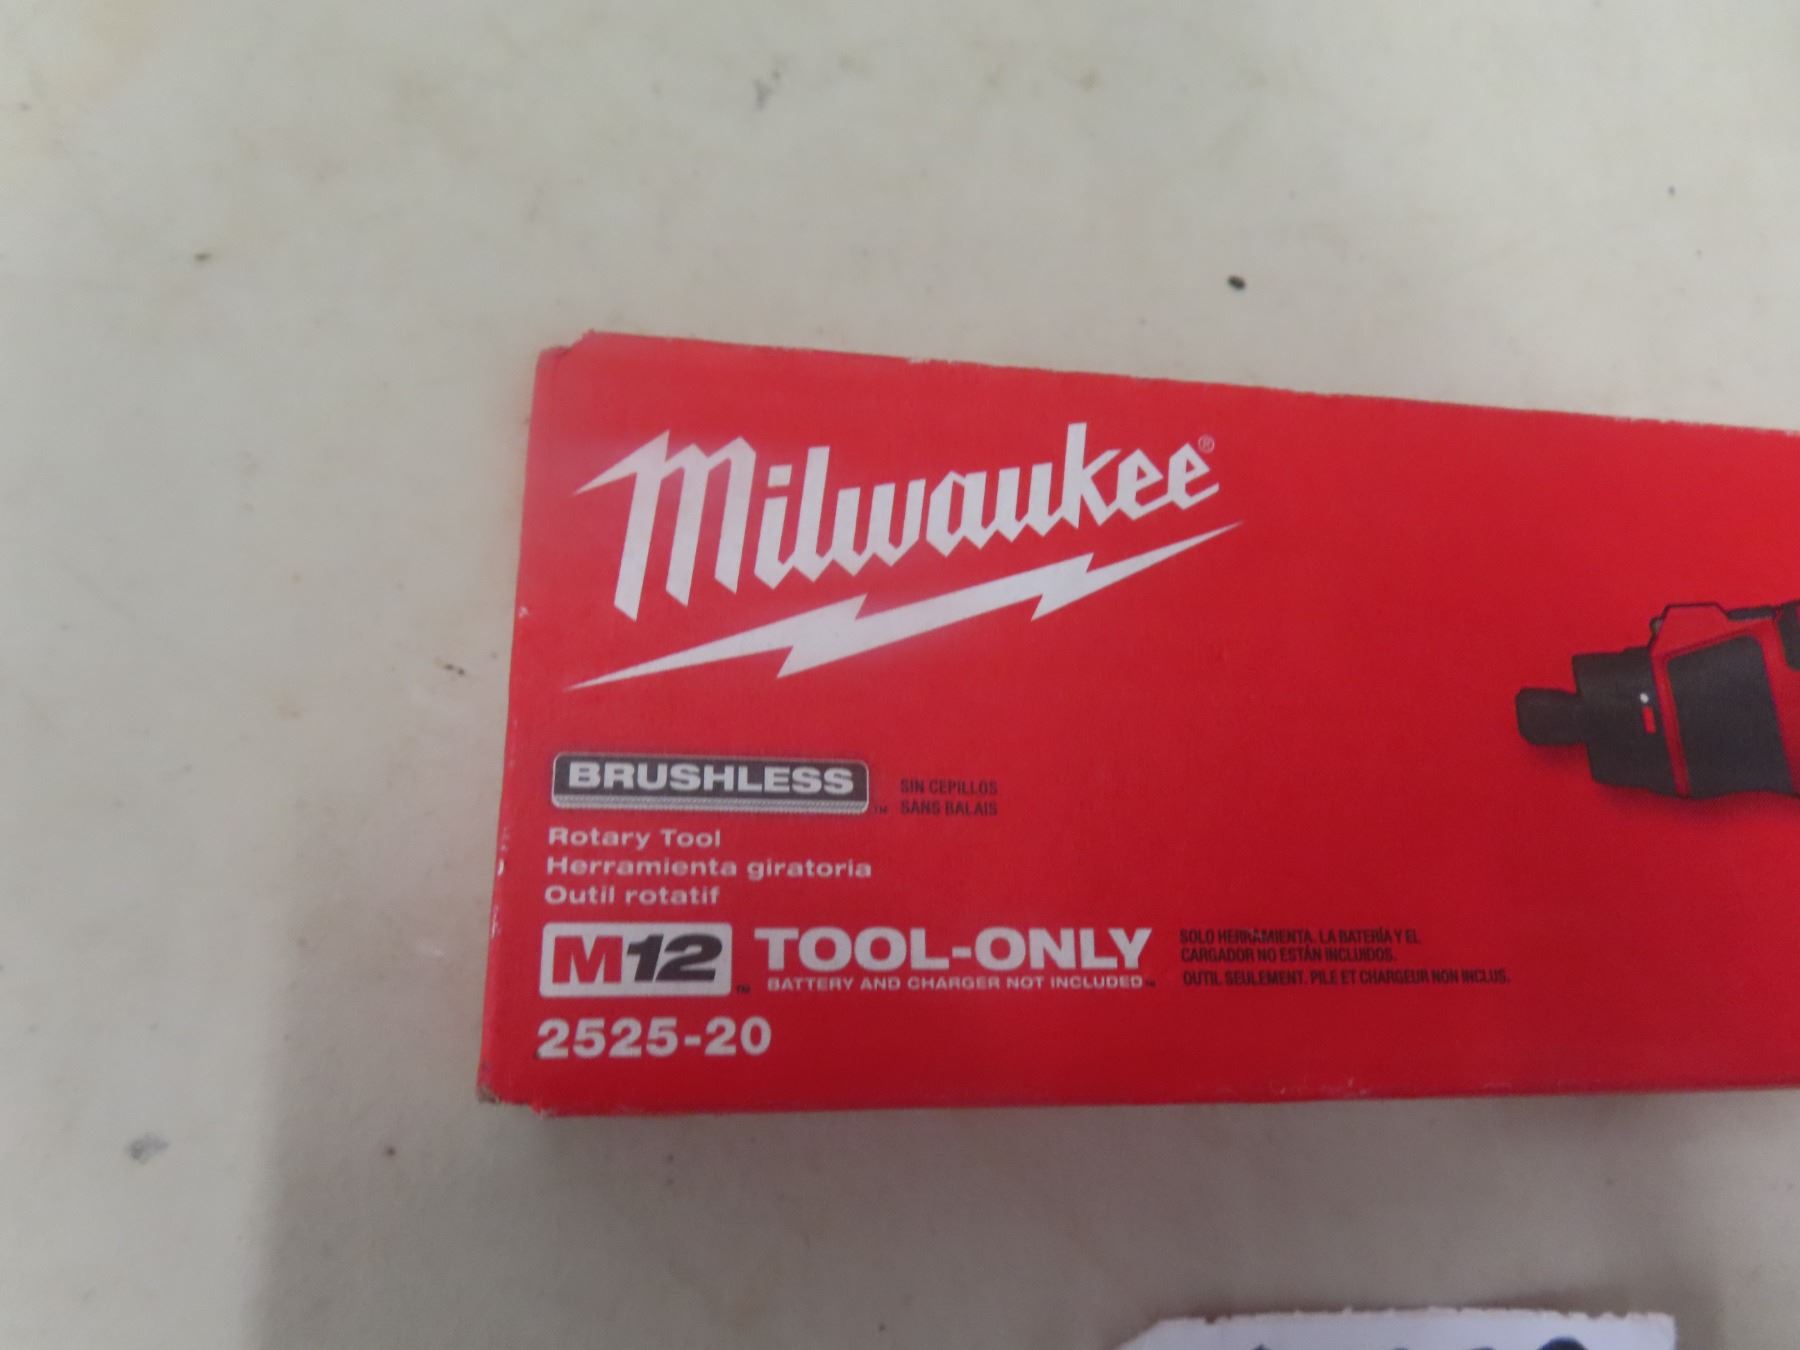 Milwaukee®
BRUSHLESS™
SIN CEPILLOS
SANS BALAIS
Rotary Tool
Herramienta giratoria
Outil rotatif
M12™
TOOL-ONLY
BATTERY AND CHARGER NOT INCLUDED™
SOLO HERRAMIENTA. LA BATERÍA Y EL
CARGADOR NO ESTÁN INCLUIDOS.
OUTIL SEULEMENT. PILE ET CHARGEUR NON INCLUS.
2525-20